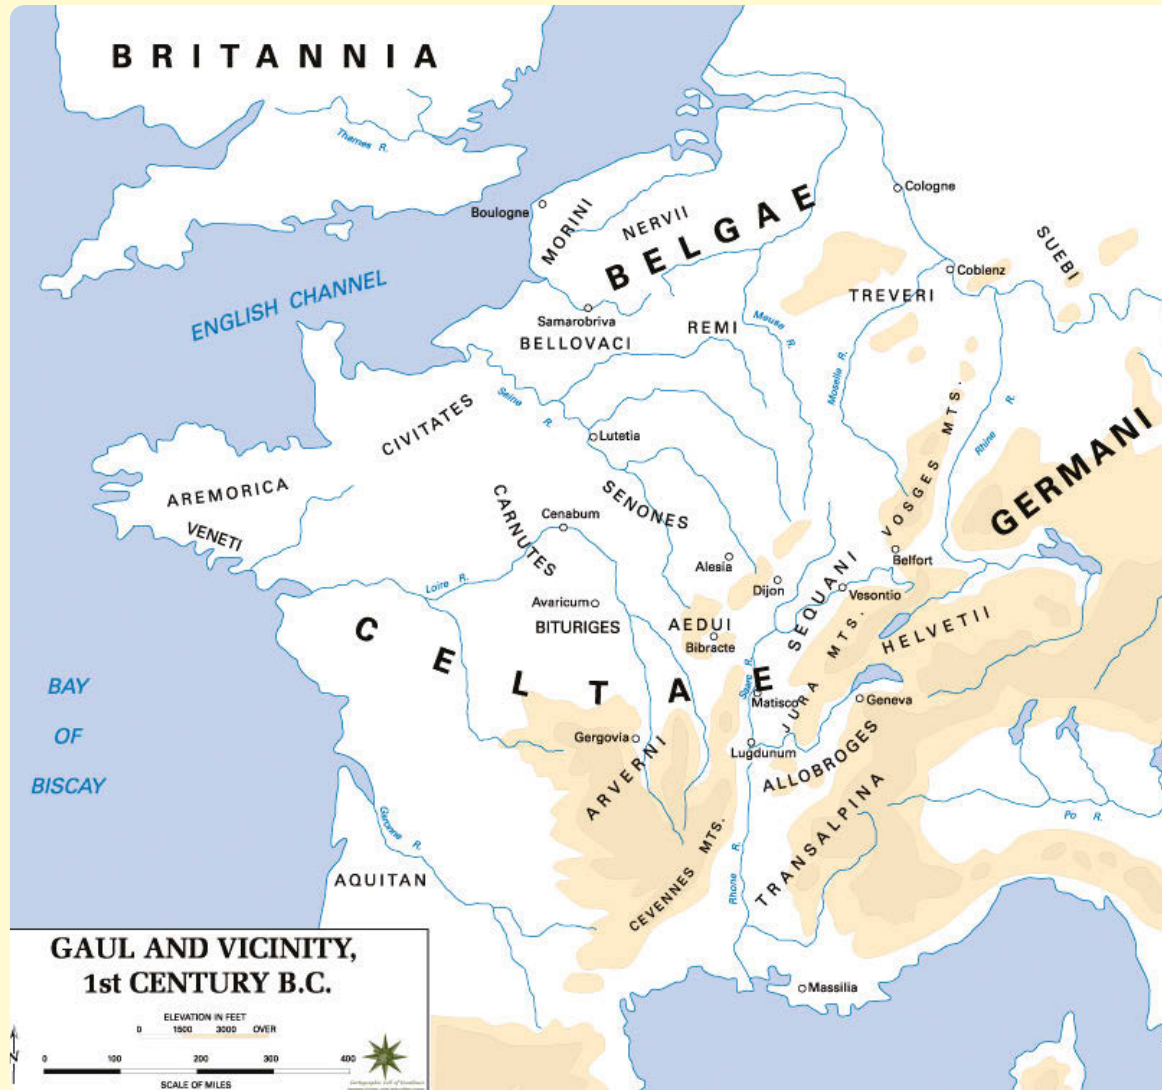 BRITANNIA
Thames R.
Cologne
Boulogne
MORINI
NERVII
BELGAE
SUEBI
Coblenz
ENGLISH CHANNEL
TREVERI
Samarobriva
BELLOVACI
REMI
Meuse R.
Moselle R.
Seine R.
CIVITATES
Lutetia
VOSGES MTS.
Rhine R.
GERMANI
AREMORICA
VENETI
CARNUTES
SENONES
Cenabum
Alesia
Belfort
Loire R.
Dijon
SEQUANI
Vesontio
Avaricum
BITURIGES
AEDUI
Bibracte
JURA MTS.
HELVETII
CELTAE
Saare R.
BAY
OF
BISCAY
Matisco
Geneva
Gergovia
Lugdunum
ARVERNI
ALLOBROGES
TRANSALPINA
Po R.
Garonne R.
CEVENNES MTS.
Rhone R.
AQUITAN
Massilia
GAUL AND VICINITY,
1st CENTURY B.C.
ELEVATION IN FEET
0 1500 3000 OVER
N
0 100 200 300 400
SCALE OF MILES